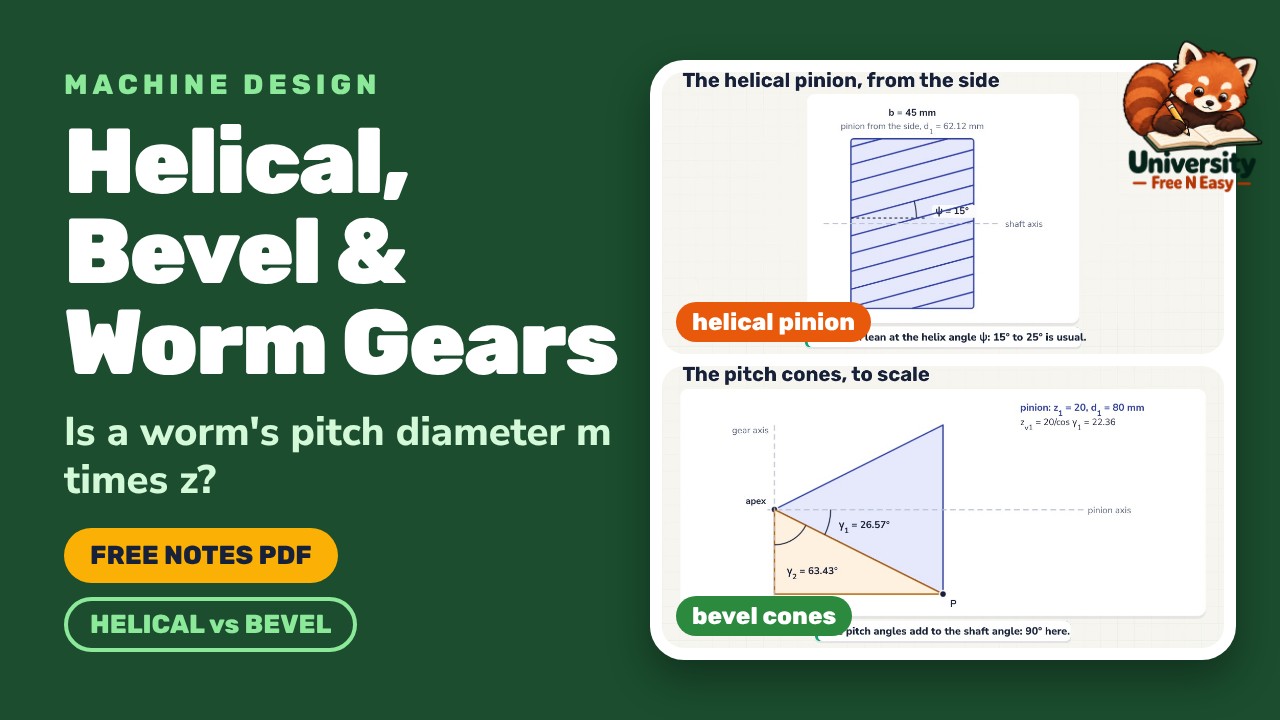 MACHINE DESIGN
Helical,
Bevel &
Worm Gears
Is a worm's pitch diameter m
times z?
FREE NOTES PDF
HELICAL vs BEVEL
The helical pinion, from the side
b = 45 mm
pinion from the side, d1 = 62.12 mm
ψ = 15°
shaft axis
helical pinion
lean at the helix angle ψ: 15° to 25° is usual.
The pitch cones, to scale
pinion: z1 = 20, d1 = 80 mm
zv1 = 20/cos γ1 = 22.36
gear axis
apex
pinion axis
γ1 = 26.57°
γ2 = 63.43°
P
bevel cones
pitch angles add to the shaft angle: 90° here.
University
Free N Easy